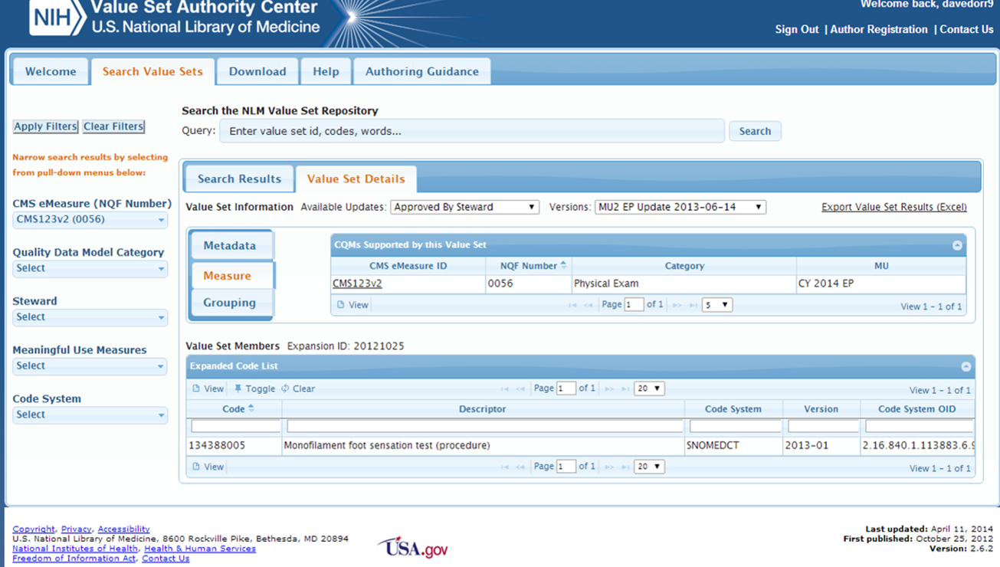 NIH Value Set Authority Center
U.S. National Library of Medicine
Welcome back, davedorr9
Sign Out | Author Registration | Contact Us
Welcome Search Value Sets Download Help Authoring Guidance
Apply Filters Clear Filters
Narrow search results by selecting
from pull-down menus below:
CMS eMeasure (NQF Number)
CMS123v2 (0056)
Quality Data Model Category
Select
Steward
Select
Meaningful Use Measures
Select
Code System
Select
Search the NLM Value Set Repository
Query: Enter value set id, codes, words... Search
Search Results Value Set Details
Value Set Information Available Updates: Approved By Steward Versions: MU2 EP Update 2013-06-14 Export Value Set Results (Excel)
Metadata
Measure
Grouping
CQMs Supported by this Value Set
CMS eMeasure ID NQF Number Category MU
CMS123v2 0056 Physical Exam CY 2014 EP
View Page 1 of 1 5 View 1 - 1 of 1
Value Set Members Expansion ID: 20121025
Expanded Code List
View Toggle Clear Page 1 of 1 20 View 1 - 1 of 1
Code Descriptor Code System Version Code System OID
134388005 Monofilament foot sensation test (procedure) SNOMEDCT 2013-01 2.16.840.1.113883.6.9
View Page 1 of 1 20 View 1 - 1 of 1
Copyright, Privacy, Accessibility
U.S. National Library of Medicine, 8600 Rockville Pike, Bethesda, MD 20894
National Institutes of Health, Health & Human Services
Freedom of Information Act, Contact Us
USA.gov
Last updated: April 11, 2014
First published: October 25, 2012
Version: 2.6.2